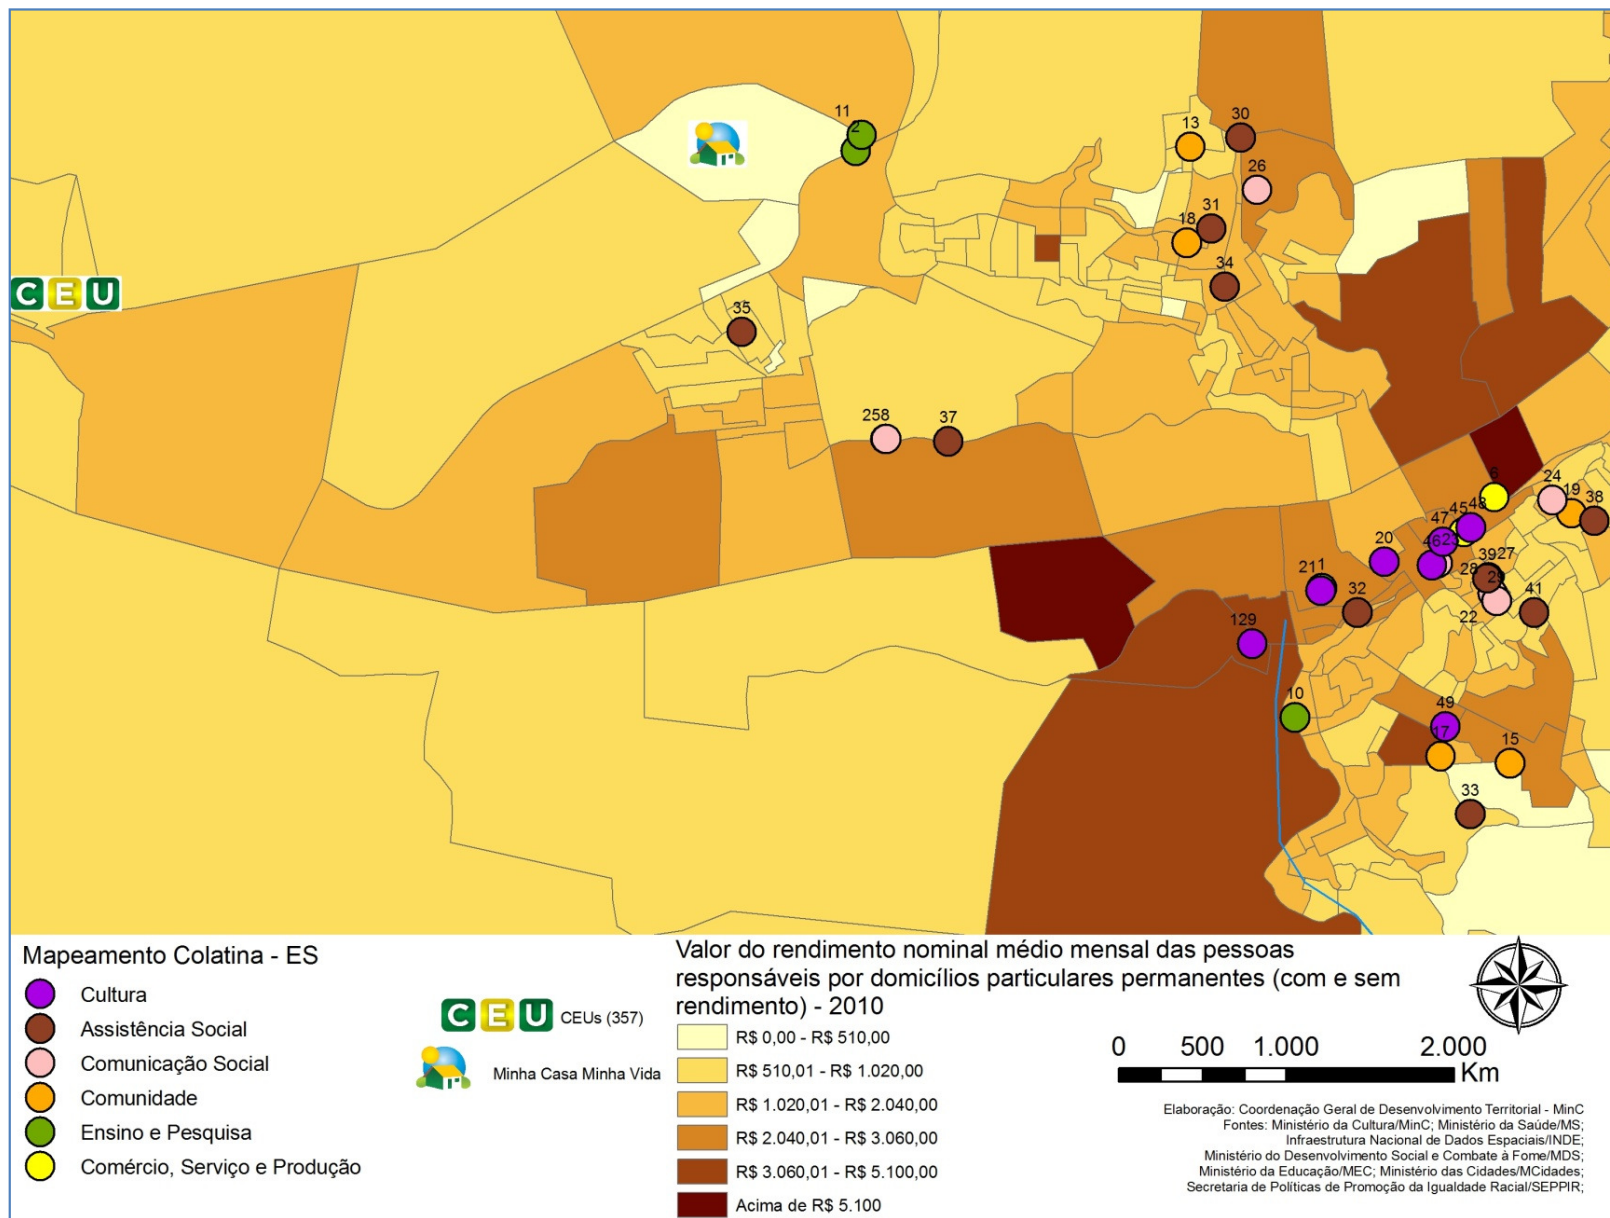 11
2
13
30
26
31
18
34
CEU
35
258
37
6
24
19
38
48
45
47
46
23
20
39
27
28
211
32
41
22
129
10
49
17
15
33
Mapeamento Colatina - ES
Cultura
Assistência Social
Comunicação Social
Comunidade
Ensino e Pesquisa
Comércio, Serviço e Produção
CEU CEUs (357)
Minha Casa Minha Vida
Valor do rendimento nominal médio mensal das pessoas
responsáveis por domicílios particulares permanentes (com e sem
rendimento) - 2010
R$ 0,00 - R$ 510,00
R$ 510,01 - R$ 1.020,00
R$ 1.020,01 - R$ 2.040,00
R$ 2.040,01 - R$ 3.060,00
R$ 3.060,01 - R$ 5.100,00
Acima de R$ 5.100
0 500 1.000 2.000
Km
Elaboração: Coordenação Geral de Desenvolvimento Territorial - MinC
Fontes: Ministério da Cultura/MinC; Ministério da Saúde/MS;
Infraestrutura Nacional de Dados Espaciais/INDE;
Ministério do Desenvolvimento Social e Combate à Fome/MDS;
Ministério da Educação/MEC; Ministério das Cidades/MCidades;
Secretaria de Políticas de Promoção da Igualdade Racial/SEPPIR;